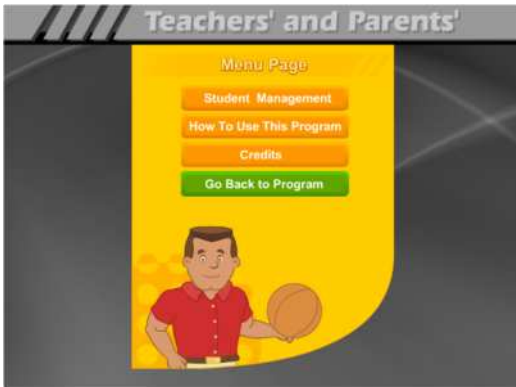 Teachers' and Parents'
Menu Page
Student Management
How To Use This Program
Credits
Go Back to Program